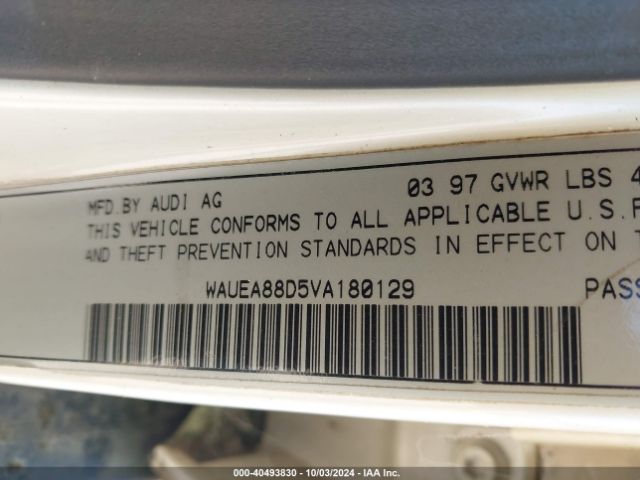 MFD.BY AUDI AG 03 97 GVWR LBS 4
THIS VEHICLE CONFORMS TO ALL APPLICABLE U.S.F
AND THEFT PREVENTION STANDARDS IN EFFECT ON T
WAUEA88D5VA180129 PASS
000-40493830 - 10/03/2024 - IAA Inc.